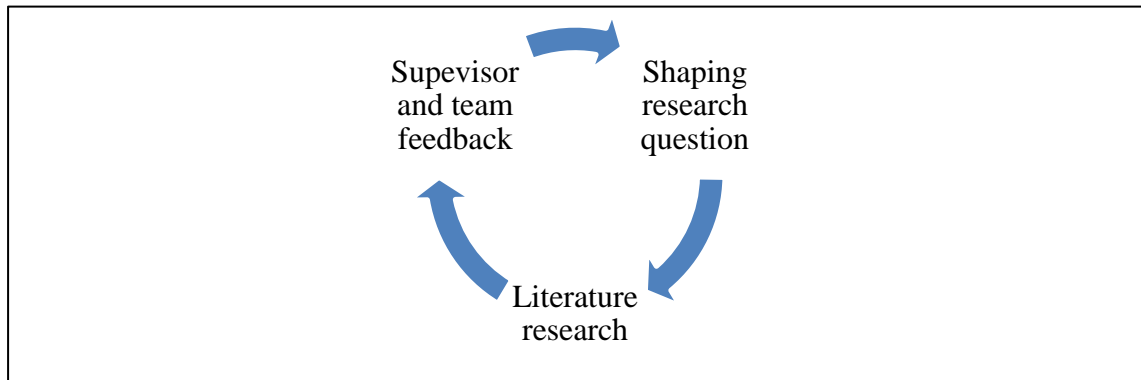 Supevisor
and team
feedback
Shaping
research
question
Literature
research